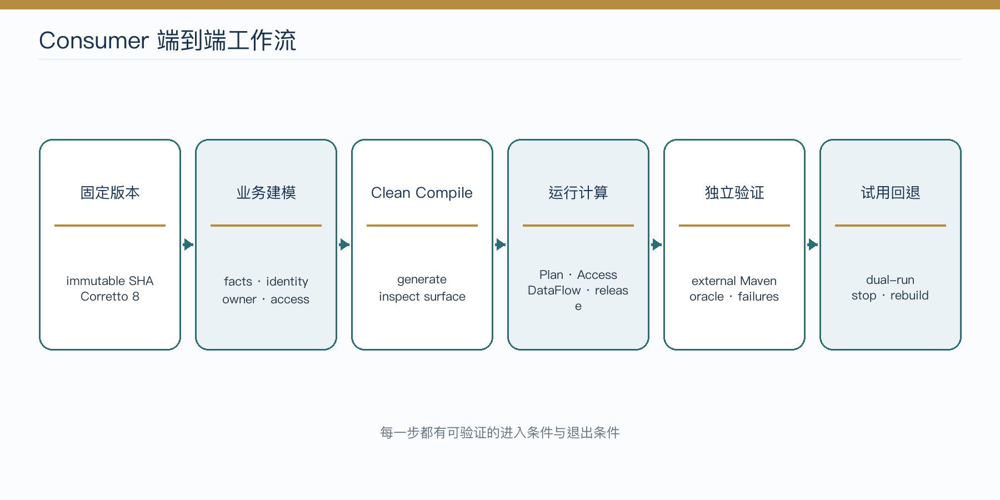 Consumer 端到端工作流
固定版本
immutable SHA
Corretto 8
业务建模
facts · identity
owner · access
Clean Compile
generate
inspect surface
运行计算
Plan · Access
DataFlow · releas
e
独立验证
external Maven
oracle · failures
试用回退
dual-run
stop · rebuild
每一步都有可验证的进入条件与退出条件